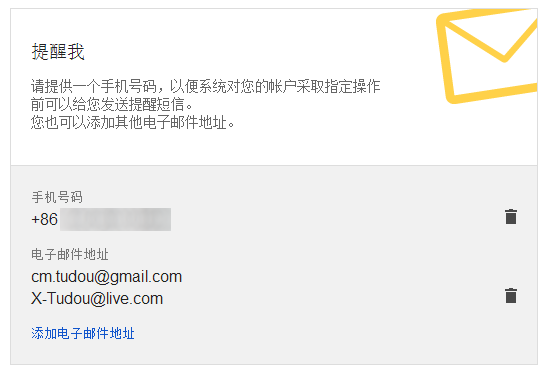 提醒我
请提供一个手机号码，以便系统对您的帐户采取指定操作
前可以给您发送提醒短信。
您也可以添加其他电子邮件地址。
手机号码
+86
电子邮件地址
cm.tudou@gmail.com
X-Tudou@live.com
添加电子邮件地址